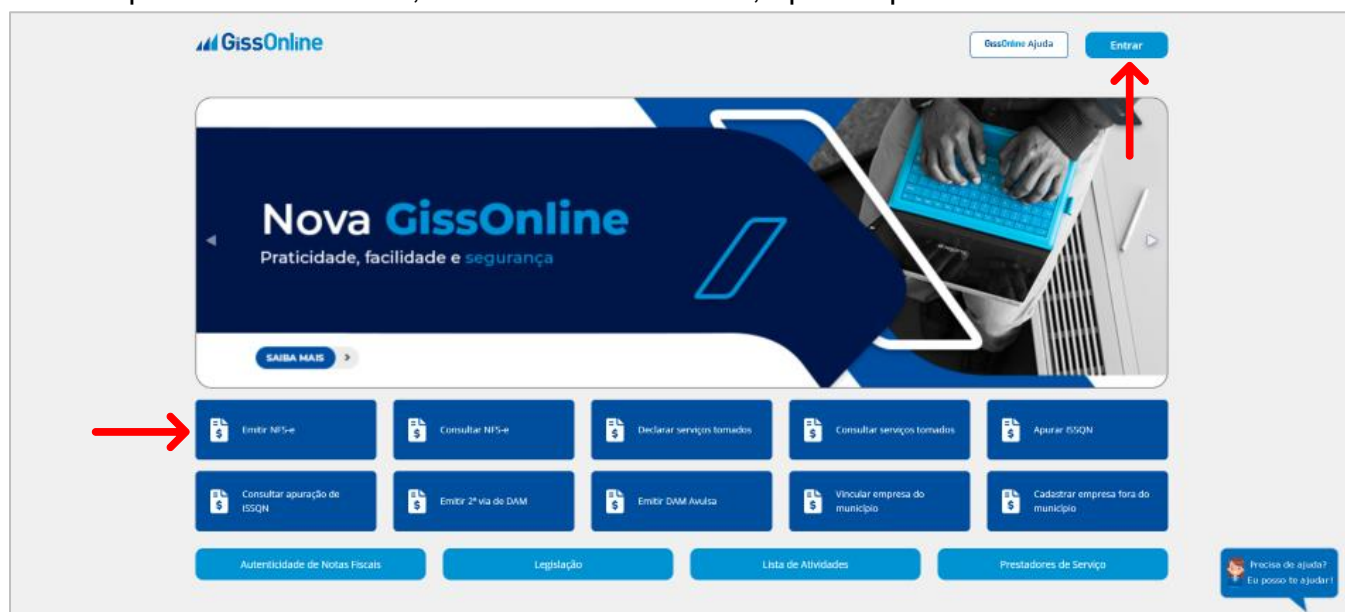 GissOnline
GissOnline Ajuda
Entrar
Nova GissOnline
Praticidade, facilidade e segurança
SAIBA MAIS
Emitir NFS-e
Consultar NFS-e
Declarar serviços tomados
Consultar serviços tomados
Apurar ISSQN
Consultar apuração de
ISSQN
Emitir 2ª via de DAM
Emitir DAM Avulsa
Vincular empresa do
município
Cadastrar empresa fora do
município
Autenticidade de Notas Fiscais
Legislação
Lista de Atividades
Prestadores de Serviço
Precisa de ajuda?
Eu posso te ajudar!